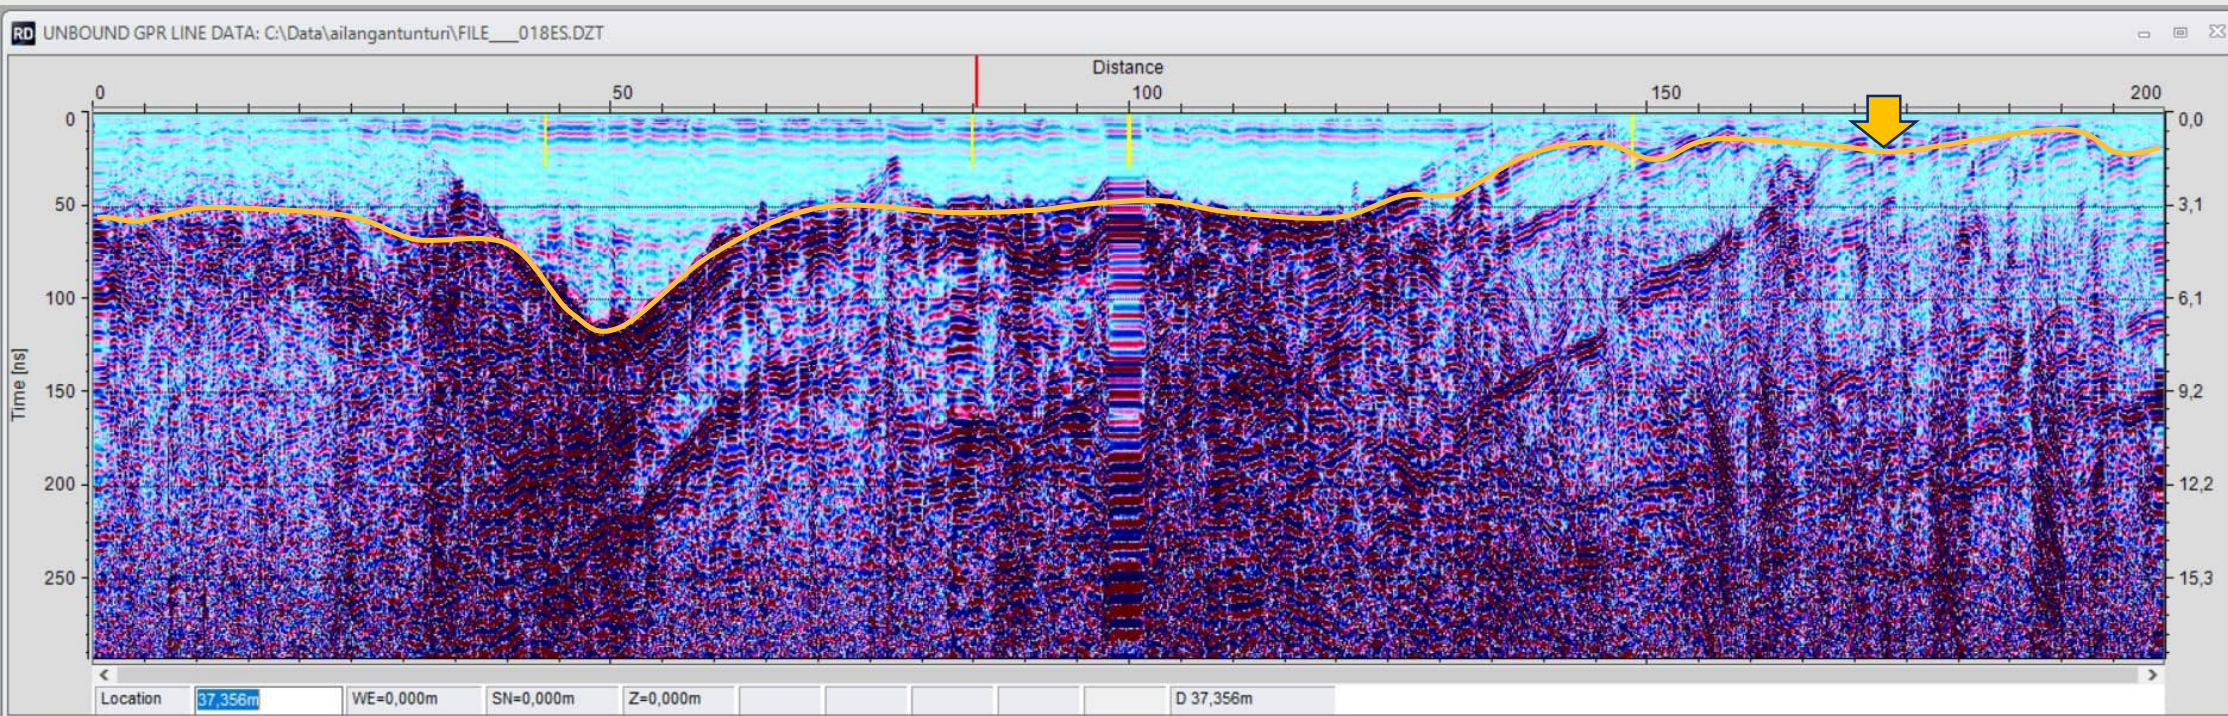 RD UNBOUND GPR LINE DATA: C:\Data\ailangantunturi\FILE___018ES.DZT
Distance
0 50 100 150 200
0 0,0
50 3,1
100 6,1
150 9,2
200 12,2
250 15,3
Time [ns]
Location 37,356m WE=0,000m SN=0,000m Z=0,000m D 37,356m